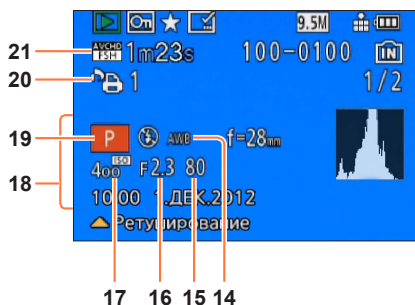 9.5M
21 AVCHD FSH 1m23s 100-0100 IN
20 1 1/2
19 P AWB f=28mm
18 400 ISO F2.3 80
10:00 1.ДЕК.2012
Ретуширование
17 16 15 14